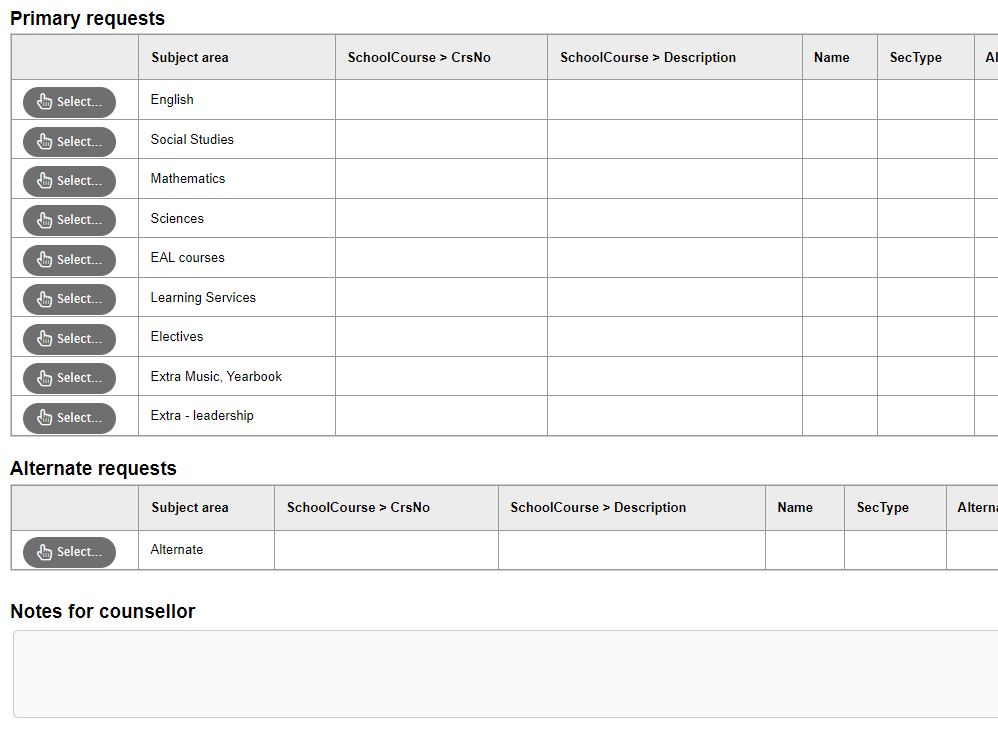 Primary requests
Subject area SchoolCourse > CrsNo SchoolCourse > Description Name SecType
Select... English
Select... Social Studies
Select... Mathematics
Select... Sciences
Select... EAL courses
Select... Learning Services
Select... Electives
Select... Extra Music, Yearbook
Select... Extra - leadership
Alternate requests
Subject area SchoolCourse > CrsNo SchoolCourse > Description Name SecType
Select... Alternate
Notes for counsellor